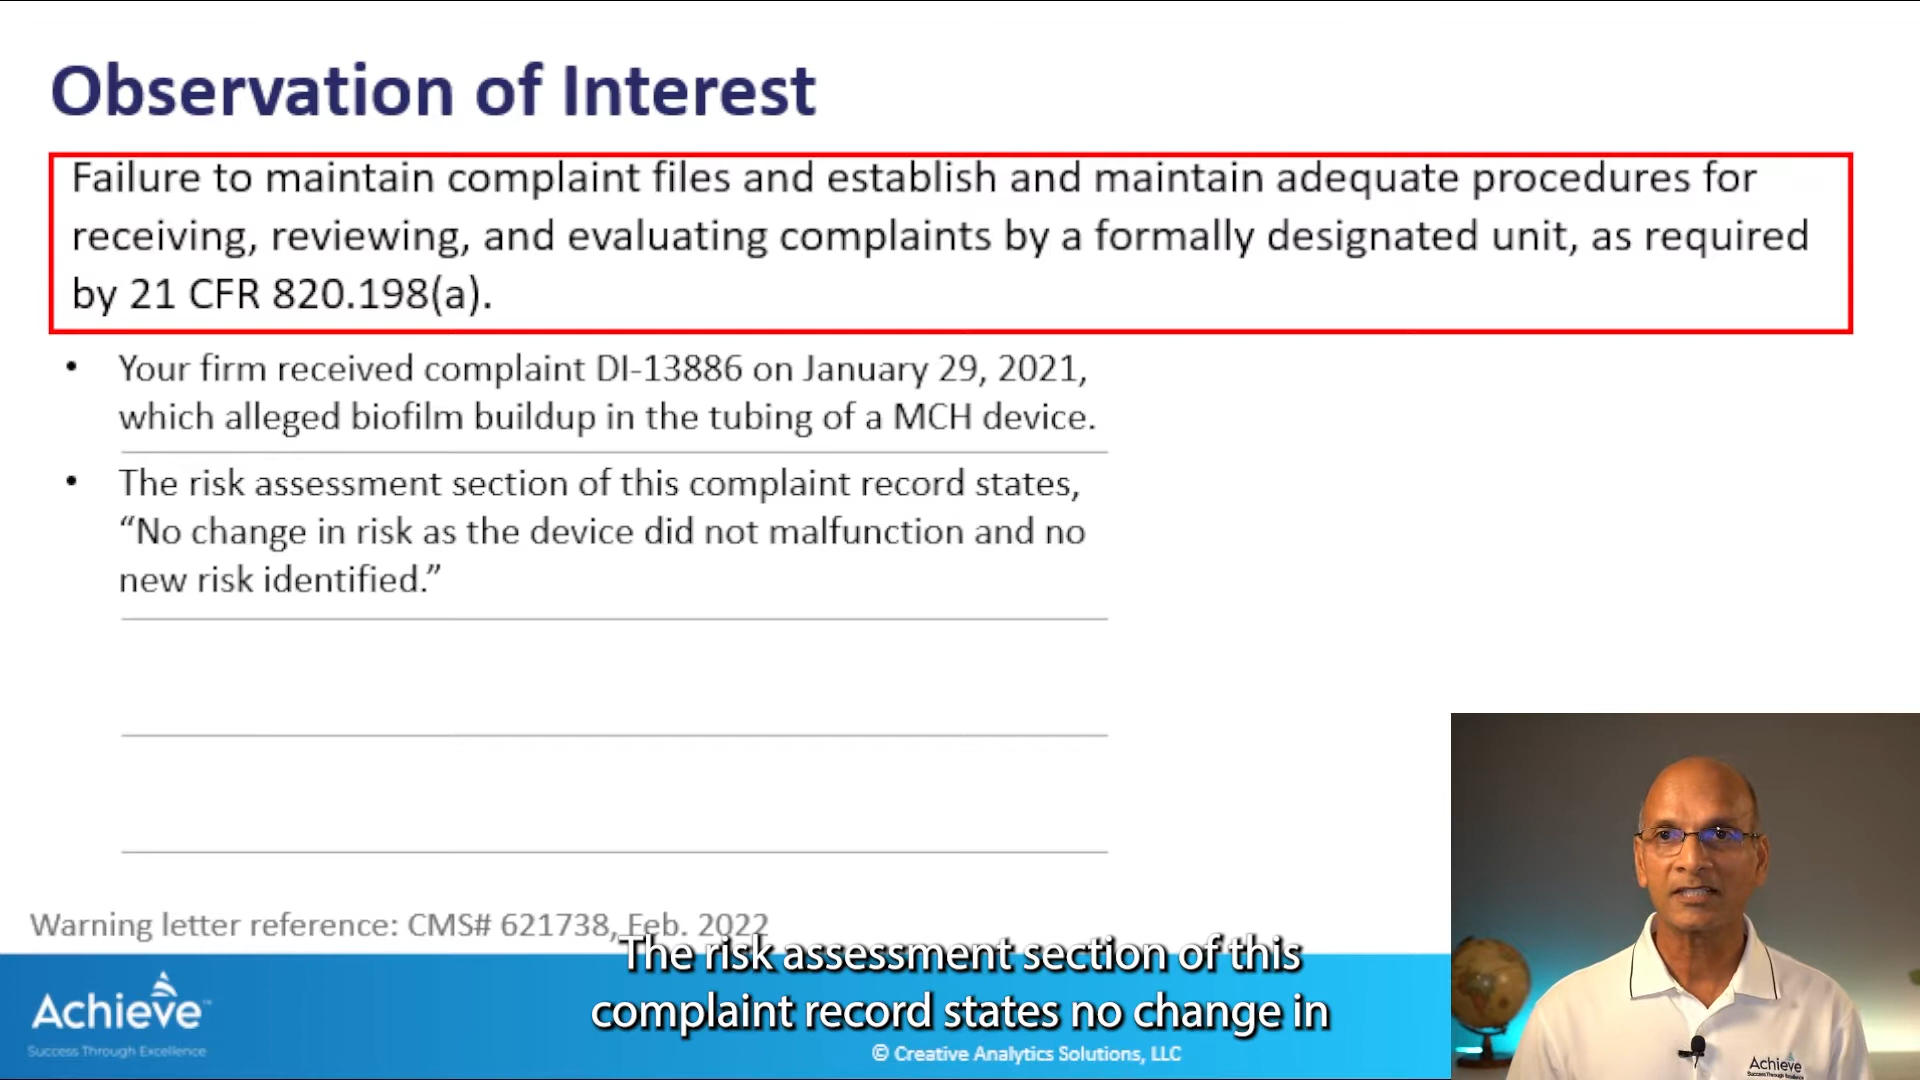 Observation of Interest
Failure to maintain complaint files and establish and maintain adequate procedures for
receiving, reviewing, and evaluating complaints by a formally designated unit, as required
by 21 CFR 820.198(a).
• Your firm received complaint DI-13886 on January 29, 2021,
which alleged biofilm buildup in the tubing of a MCH device.
• The risk assessment section of this complaint record states,
“No change in risk as the device did not malfunction and no
new risk identified.”
Warning letter reference: CMS# 621738, Feb. 2022
The risk assessment section of this
complaint record states no change in
Achieve™
Success Through Excellence
© Creative Analytics Solutions, LLC
Achieve
Success Through Excellence